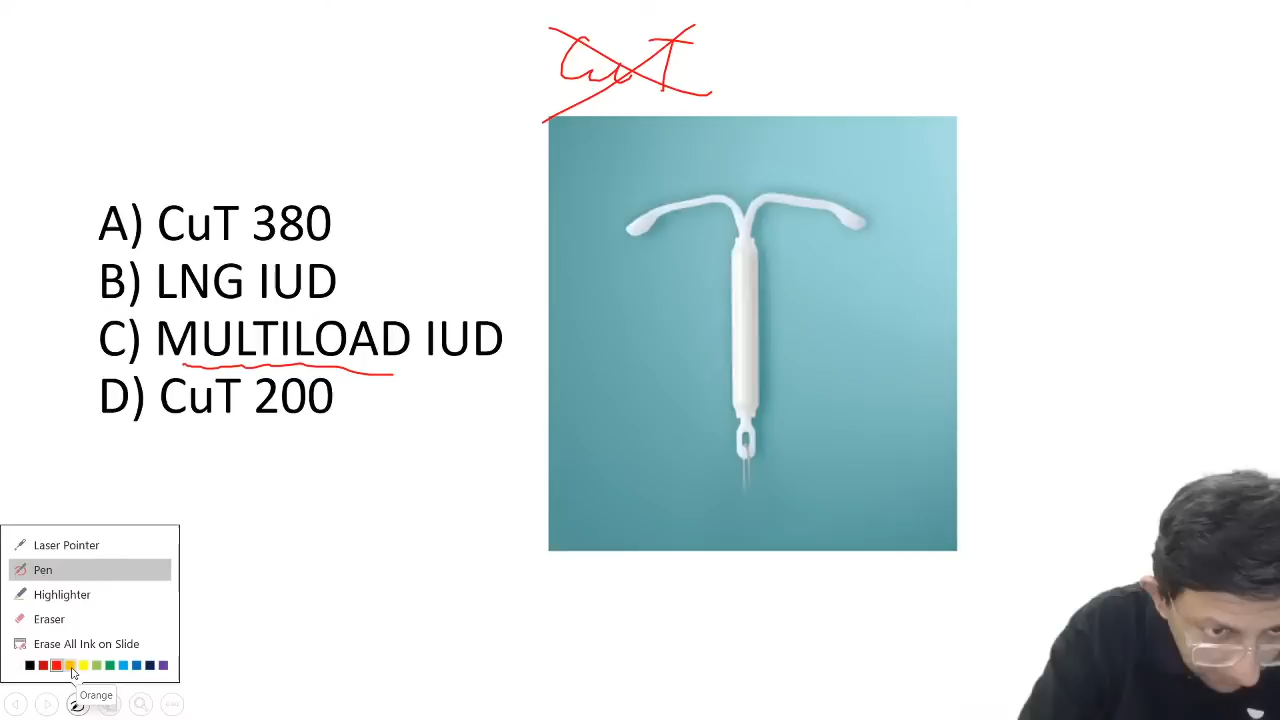 CuT
A) CuT 380
B) LNG IUD
C) MULTILOAD IUD
D) CuT 200
Laser Pointer
Pen
Highlighter
Eraser
Erase All Ink on Slide
Orange